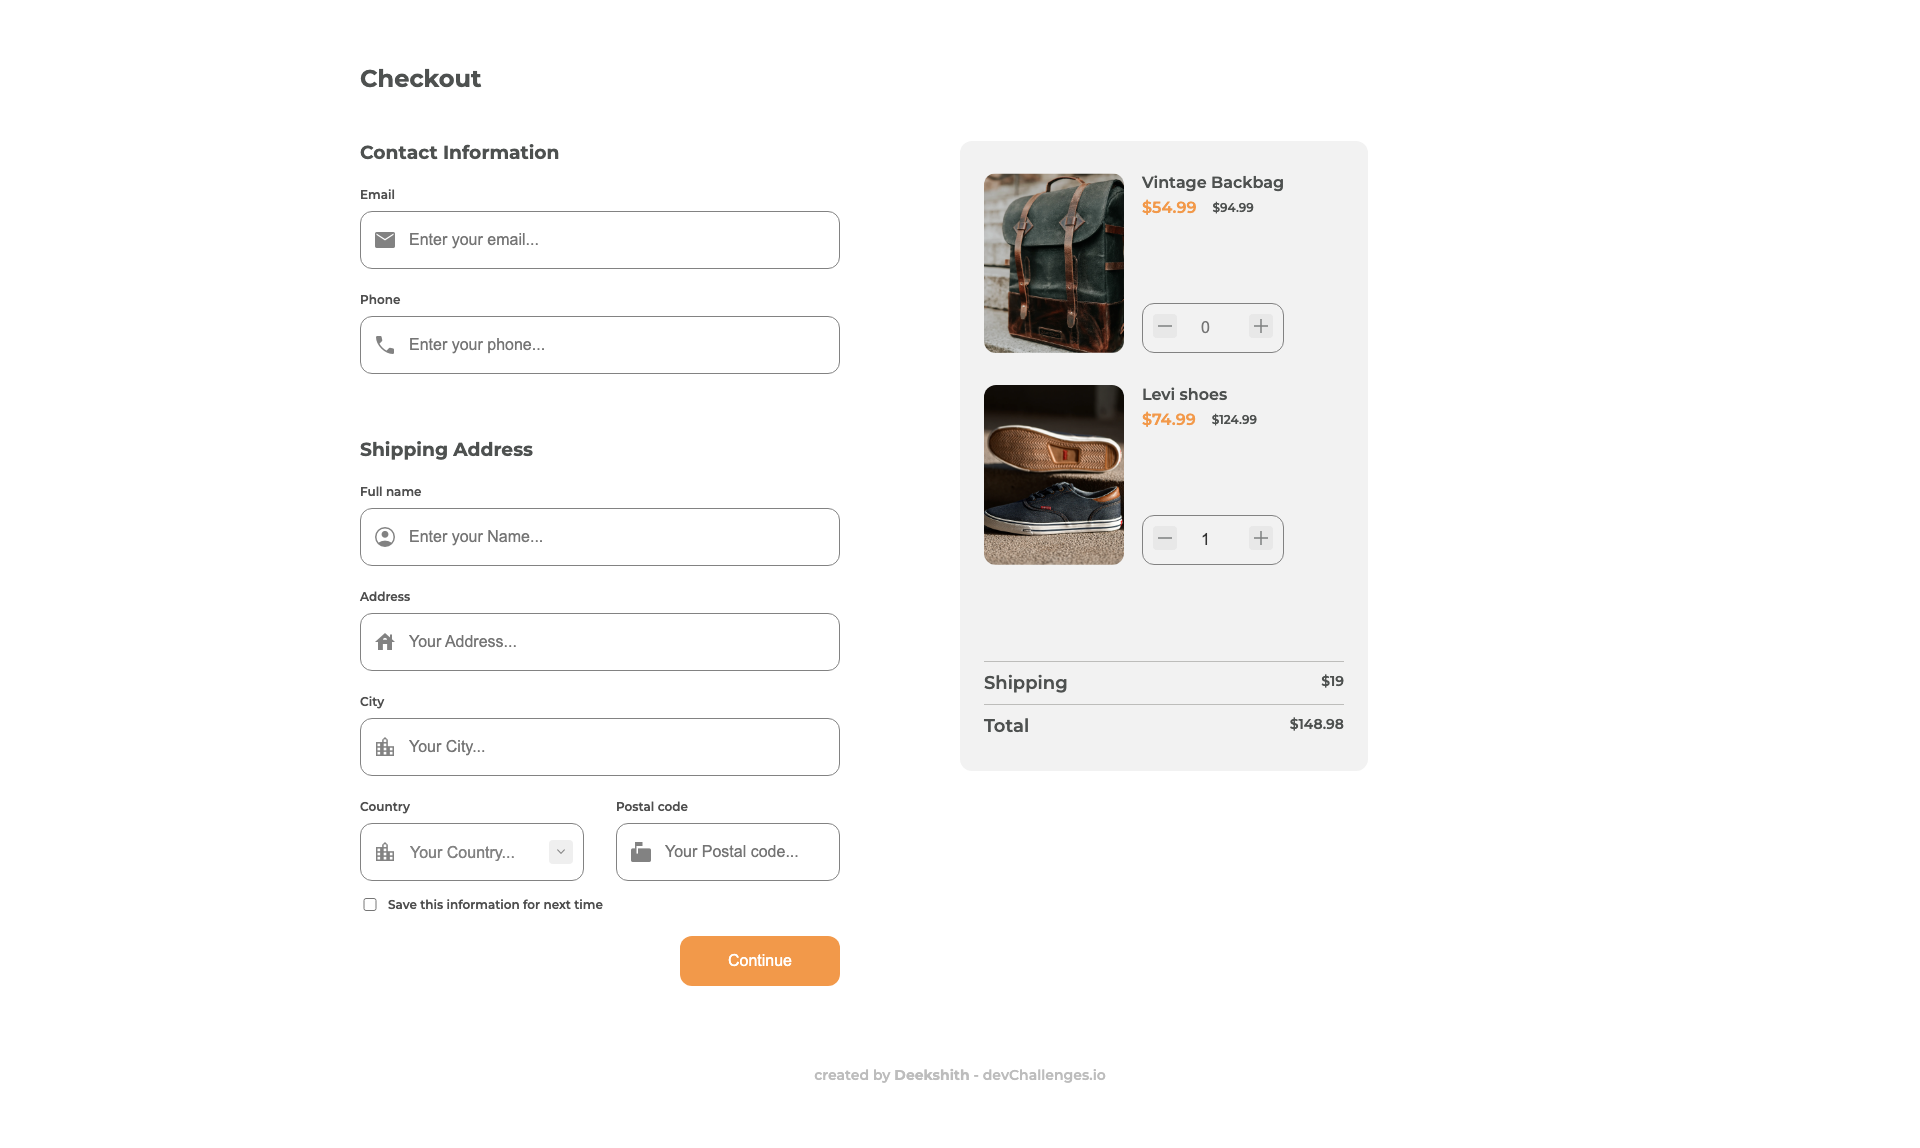 Checkout
Contact Information
Email
Enter your email...
Phone
Enter your phone...
Shipping Address
Full name
Enter your Name...
Address
Your Address...
City
Your City...
Country
Postal code
Your Country...
Your Postal code...
Save this information for next time
Continue
Vintage Backbag
$54.99 $94.99
0
Levi shoes
$74.99 $124.99
1
Shipping $19
Total $148.98
created by Deekshith - devChallenges.io